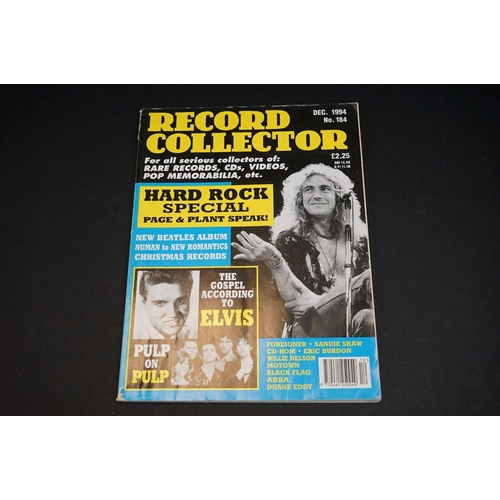 RECORD
COLLECTOR
DEC. 1994
No. 184
£2.25
For all serious collectors of:
RARE RECORDS, CDs, VIDEOS,
POP MEMORABILIA, etc.
HARD ROCK
SPECIAL
PAGE & PLANT SPEAK!
NEW BEATLES ALBUM
NUMAN to NEW ROMANTICS
CHRISTMAS RECORDS
THE
GOSPEL
ACCORDING
TO
ELVIS
PULP
ON
PULP
FOREIGNER • SANDIE SHAW
CD-ROM • ERIC BURDON
WILLIE NELSON
MOTOWN
BLACK FLAG
ABBA
DUANE EDDY